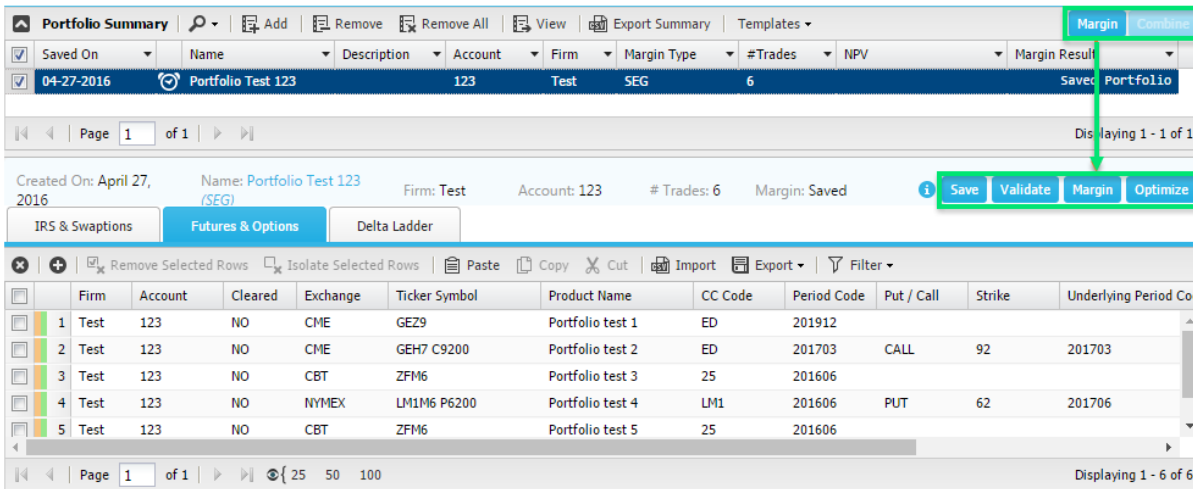 Portfolio Summary Add Remove Remove All View Export Summary Templates Margin Combine
Saved On Name Description Account Firm Margin Type #Trades NPV Margin Result
04-27-2016 Portfolio Test 123 123 Test SEG 6 Saved Portfolio
Page 1 of 1 Displaying 1 - 1 of 1
Created On: April 27, 2016 Name: Portfolio Test 123 (SEG) Firm: Test Account: 123 # Trades: 6 Margin: Saved Save Validate Margin Optimize
IRS & Swaptions Futures & Options Delta Ladder
Remove Selected Rows Isolate Selected Rows Paste Copy Cut Import Export Filter
Firm Account Cleared Exchange Ticker Symbol Product Name CC Code Period Code Put / Call Strike Underlying Period Co
1 Test 123 NO CME GEZ9 Portfolio test 1 ED 201912
2 Test 123 NO CME GEH7 C9200 Portfolio test 2 ED 201703 CALL 92 201703
3 Test 123 NO CBT ZFM6 Portfolio test 3 25 201606
4 Test 123 NO NYMEX LM1M6 P6200 Portfolio test 4 LM1 201606 PUT 62 201706
5 Test 123 NO CBT ZFM6 Portfolio test 5 25 201606
Page 1 of 1 { 25 50 100 Displaying 1 - 6 of 6